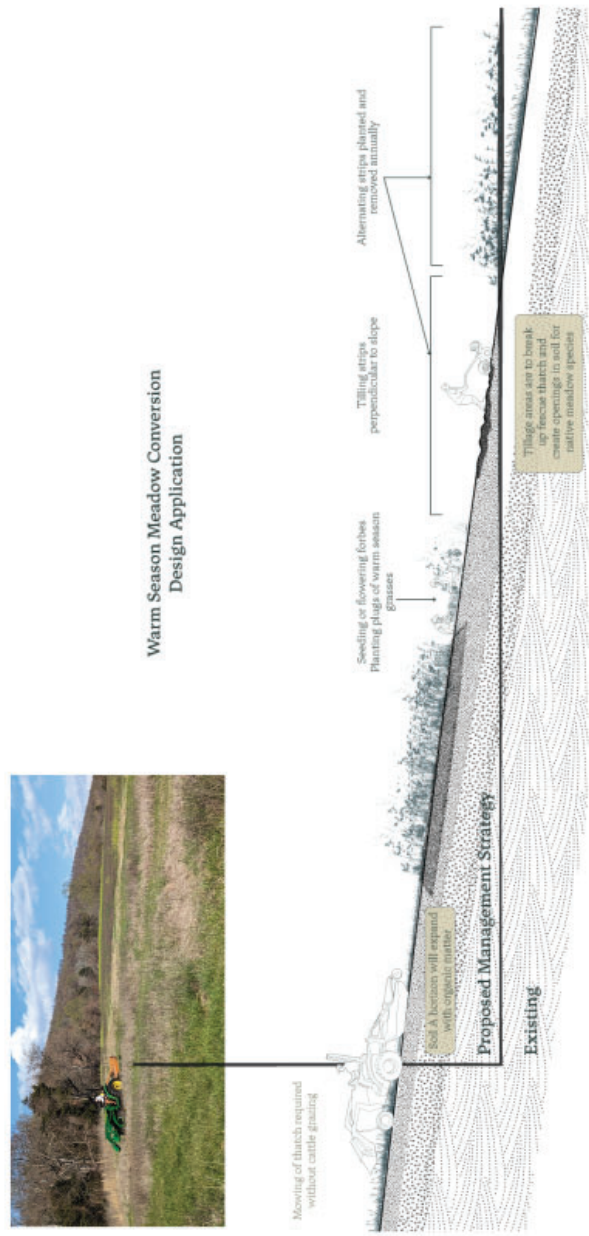 Warm Season Meadow Conversion
Design Application
Mowing of thatch required
without cattle grazing
Seeding or flowering forbes
Planting plugs of warm season
grasses
Tilling strips
perpendicular to slope
Alternating strips planted and
removed annually
Soil A horizon will expand
with organic matter
Proposed Management Strategy
Existing
Tillage areas are to break
up fescue thatch and
create openings in soil for
native meadow species